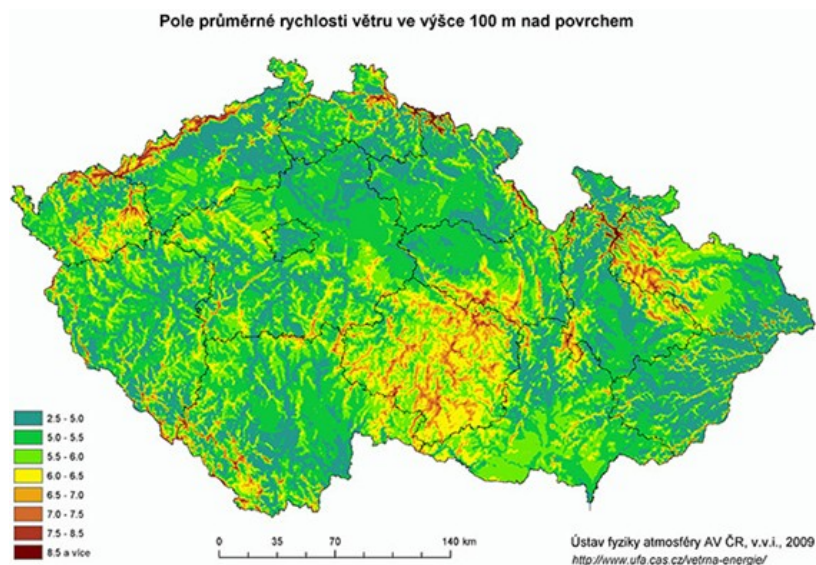 Pole průměrné rychlosti větru ve výšce 100 m nad povrchem
2.5 - 5.0
5.0 - 5.5
5.5 - 6.0
6.0 - 6.5
6.5 - 7.0
7.0 - 7.5
7.5 - 8.5
8.5 a více
0 35 70 140 km
Ústav fyziky atmosféry AV ČR, v.v.i., 2009
http://www.ufa.cas.cz/vetrna-energie/